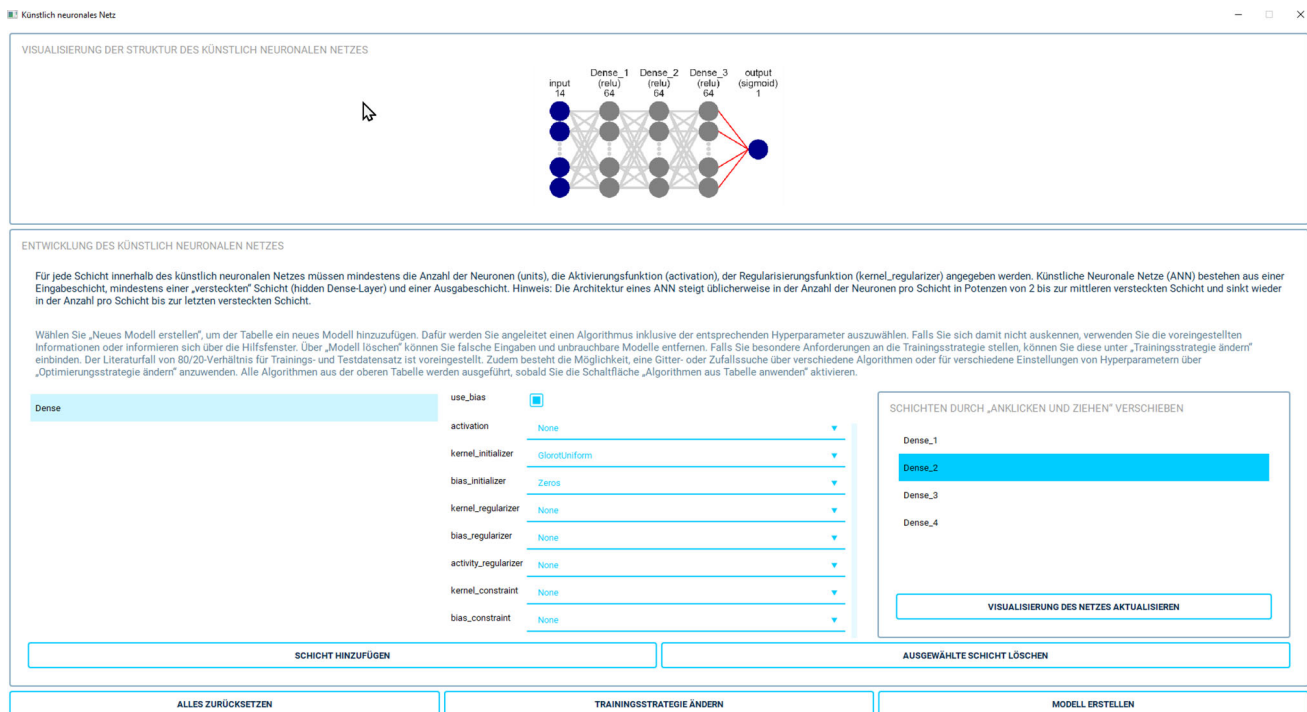 Künstlich neuronales Netz
VISUALISIERUNG DER STRUKTUR DES KÜNSTLICH NEURONALEN NETZES
input
14
Dense_1
(relu)
64
Dense_2
(relu)
64
Dense_3
(relu)
64
output
(sigmoid)
1
ENTWICKLUNG DES KÜNSTLICH NEURONALEN NETZES
Für jede Schicht innerhalb des künstlich neuronalen Netzes müssen mindestens die Anzahl der Neuronen (units), die Aktivierungsfunktion (activation), der Regularisierungsfunktion (kernel_regularizer) angegeben werden. Künstliche Neuronale Netze (ANN) bestehen aus einer
Eingabeschicht, mindestens einer „versteckten" Schicht (hidden Dense-Layer) und einer Ausgabeschicht. Hinweis: Die Architektur eines ANN steigt üblicherweise in der Anzahl der Neuronen pro Schicht in Potenzen von 2 bis zur mittleren versteckten Schicht und sinkt wieder
in der Anzahl pro Schicht bis zur letzten versteckten Schicht.
Wählen Sie „Neues Modell erstellen", um der Tabelle ein neues Modell hinzuzufügen. Dafür werden Sie angeleitet einen Algorithmus inklusive der entsprechenden Hyperparameter auszuwählen. Falls Sie sich damit nicht auskennen, verwenden Sie die voreingestellten
Informationen oder informieren sich über die Hilfsfenster. Über „Modell löschen" können Sie falsche Eingaben und unbrauchbare Modelle entfernen. Falls Sie besondere Anforderungen an die Trainingsstrategie stellen, können Sie diese unter „Trainingsstrategie ändern"
einbinden. Der Literaturfall von 80/20-Verhältnis für Trainings- und Testdatensatz ist voreingestellt. Zudem besteht die Möglichkeit, eine Gitter- oder Zufallssuche über verschiedene Algorithmen oder für verschiedene Einstellungen von Hyperparametern über
„Optimierungsstrategie ändern" anzuwenden. Alle Algorithmen aus der oberen Tabelle werden ausgeführt, sobald Sie die Schaltfläche „Algorithmen aus Tabelle anwenden" aktivieren.
Dense
use_bias
activation None
kernel_initializer GlorotUniform
bias_initializer Zeros
kernel_regularizer None
bias_regularizer None
activity_regularizer None
kernel_constraint None
bias_constraint None
SCHICHTEN DURCH „ANKLICKEN UND ZIEHEN" VERSCHIEBEN
Dense_1
Dense_2
Dense_3
Dense_4
VISUALISIERUNG DES NETZES AKTUALISIEREN
SCHICHT HINZUFÜGEN
AUSGEWÄHLTE SCHICHT LÖSCHEN
ALLES ZURÜCKSETZEN
TRAININGSSTRATEGIE ÄNDERN
MODELL ERSTELLEN